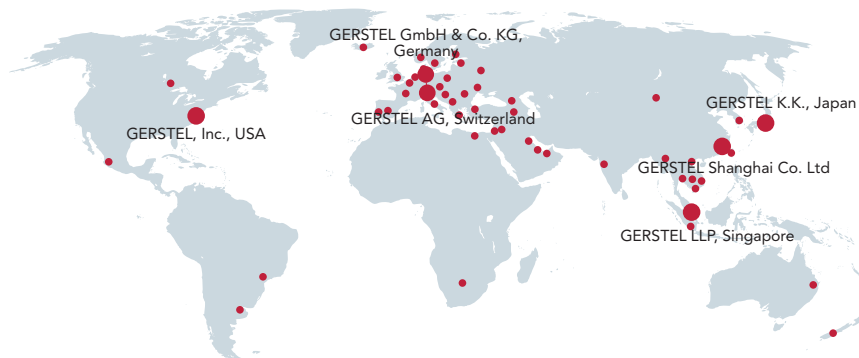 GERSTEL GmbH & Co. KG,
Germany
GERSTEL K.K., Japan
GERSTEL AG, Switzerland
GERSTEL, Inc., USA
GERSTEL Shanghai Co. Ltd
GERSTEL LLP, Singapore